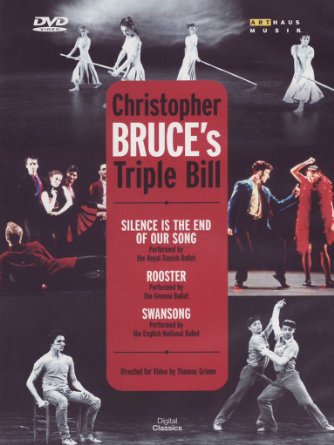 DVD
VIDEO
ARTHAUS
MUSIK
Christopher
BRUCE's
Triple Bill
SILENCE IS THE END
OF OUR SONG
Performed by
the Royal Danish Ballet
ROOSTER
Performed by
the Geneva Ballet
SWANSONG
Performed by
the English National Ballet
Directed for Video by Thomas Grimm
Digital
Classics